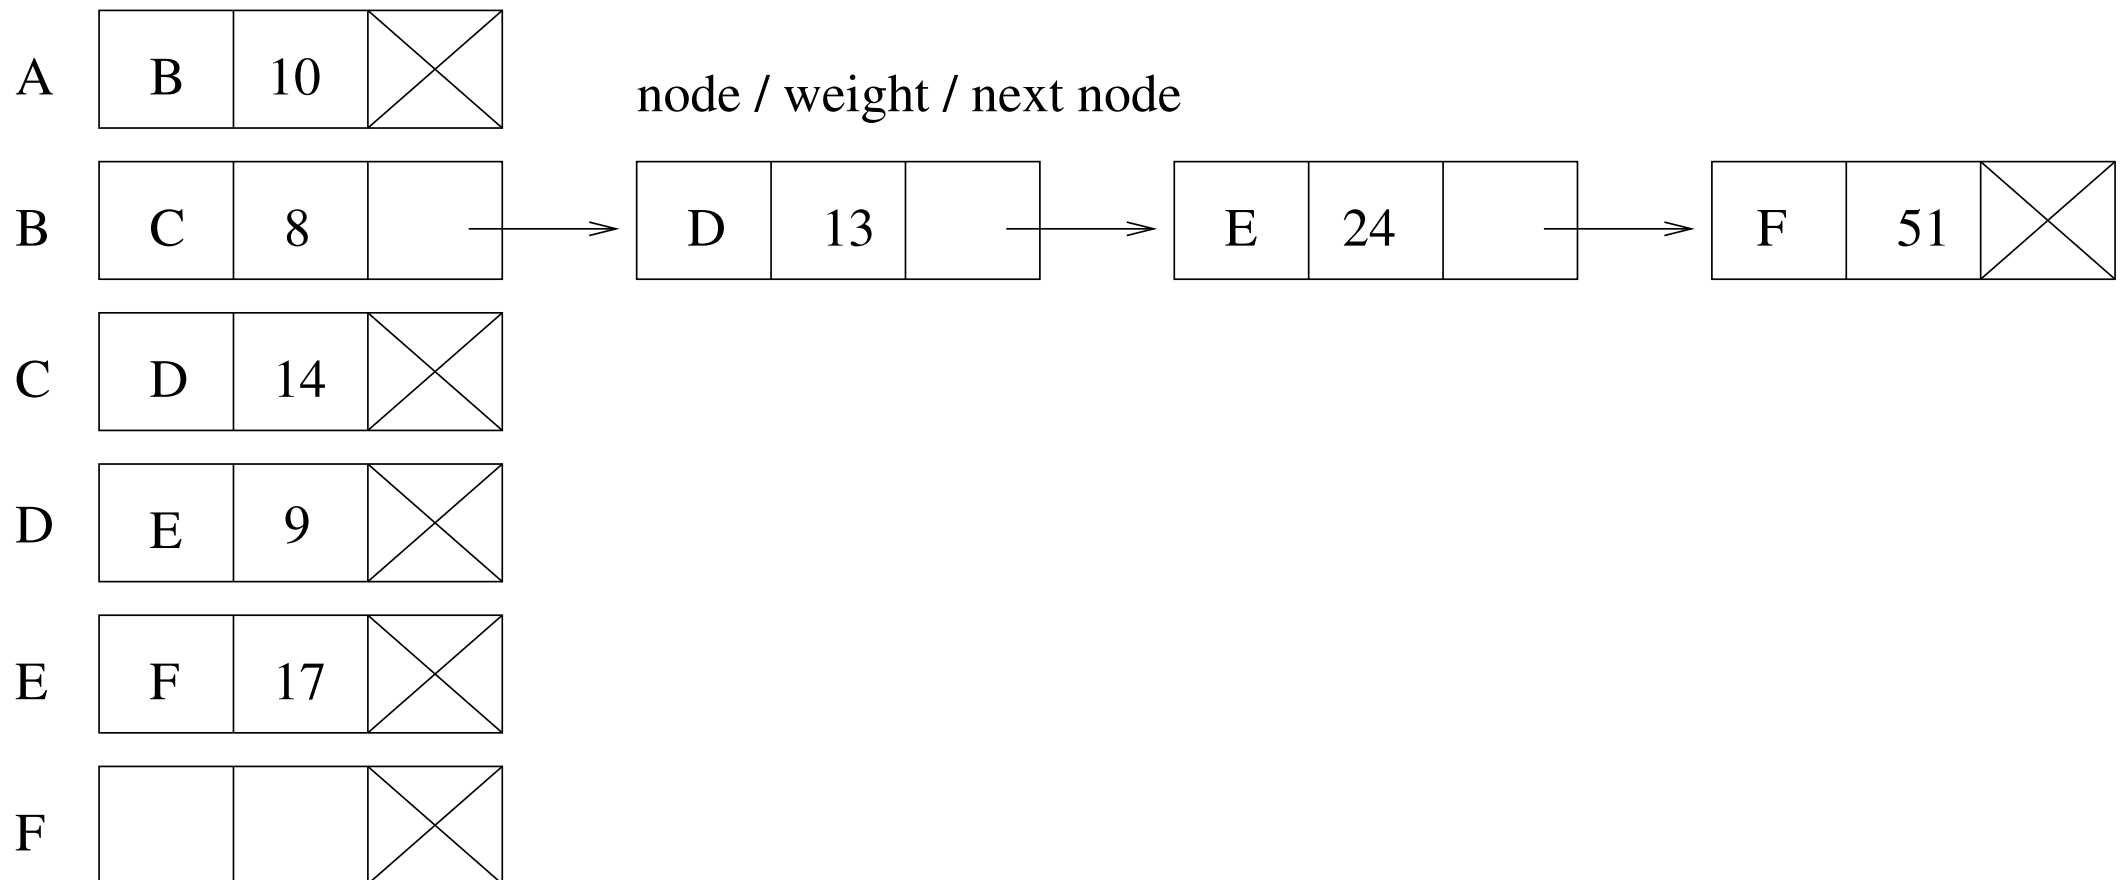 A B 10
node / weight / next node
B C 8 D 13 E 24 F 51
C D 14
D E 9
E F 17
F